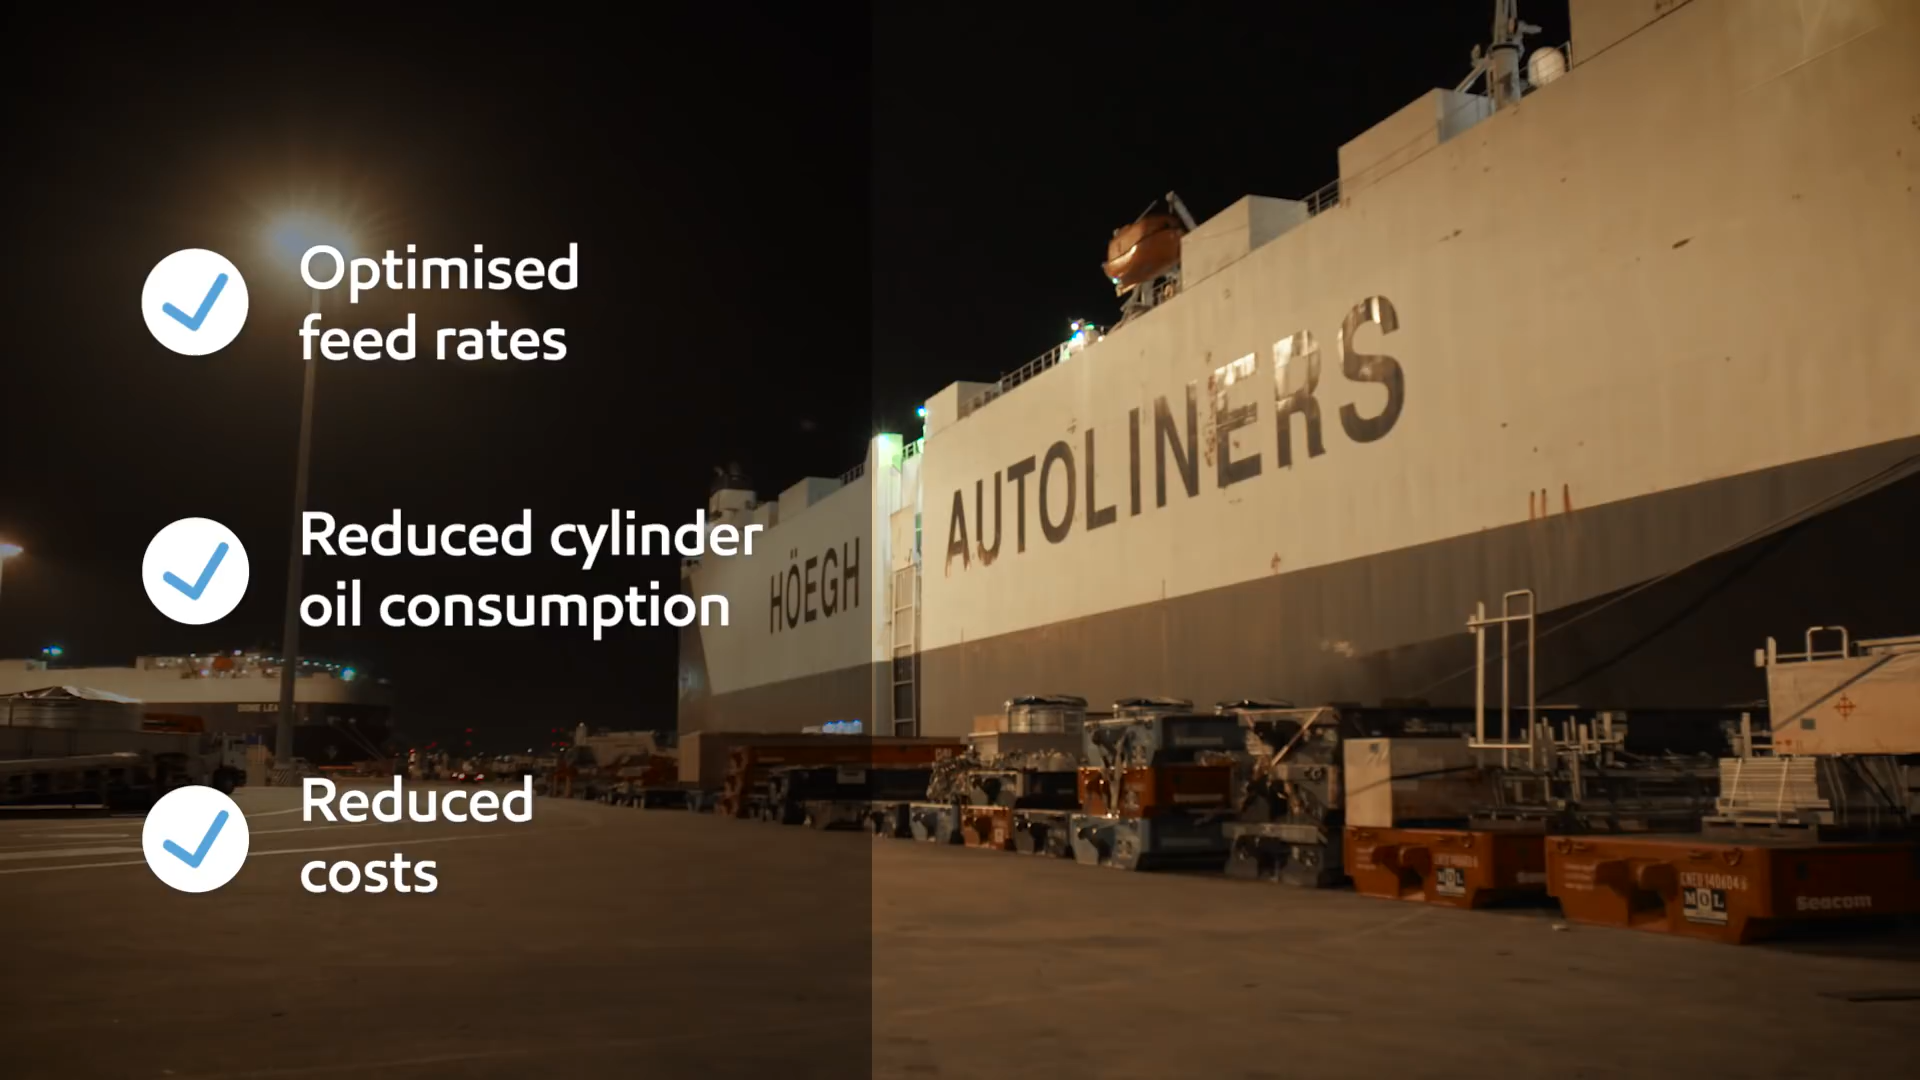 Optimised
feed rates
Reduced cylinder
oil consumption
Reduced
costs
HÖEGH
AUTOLINERS
MOL
MOL
Seacom